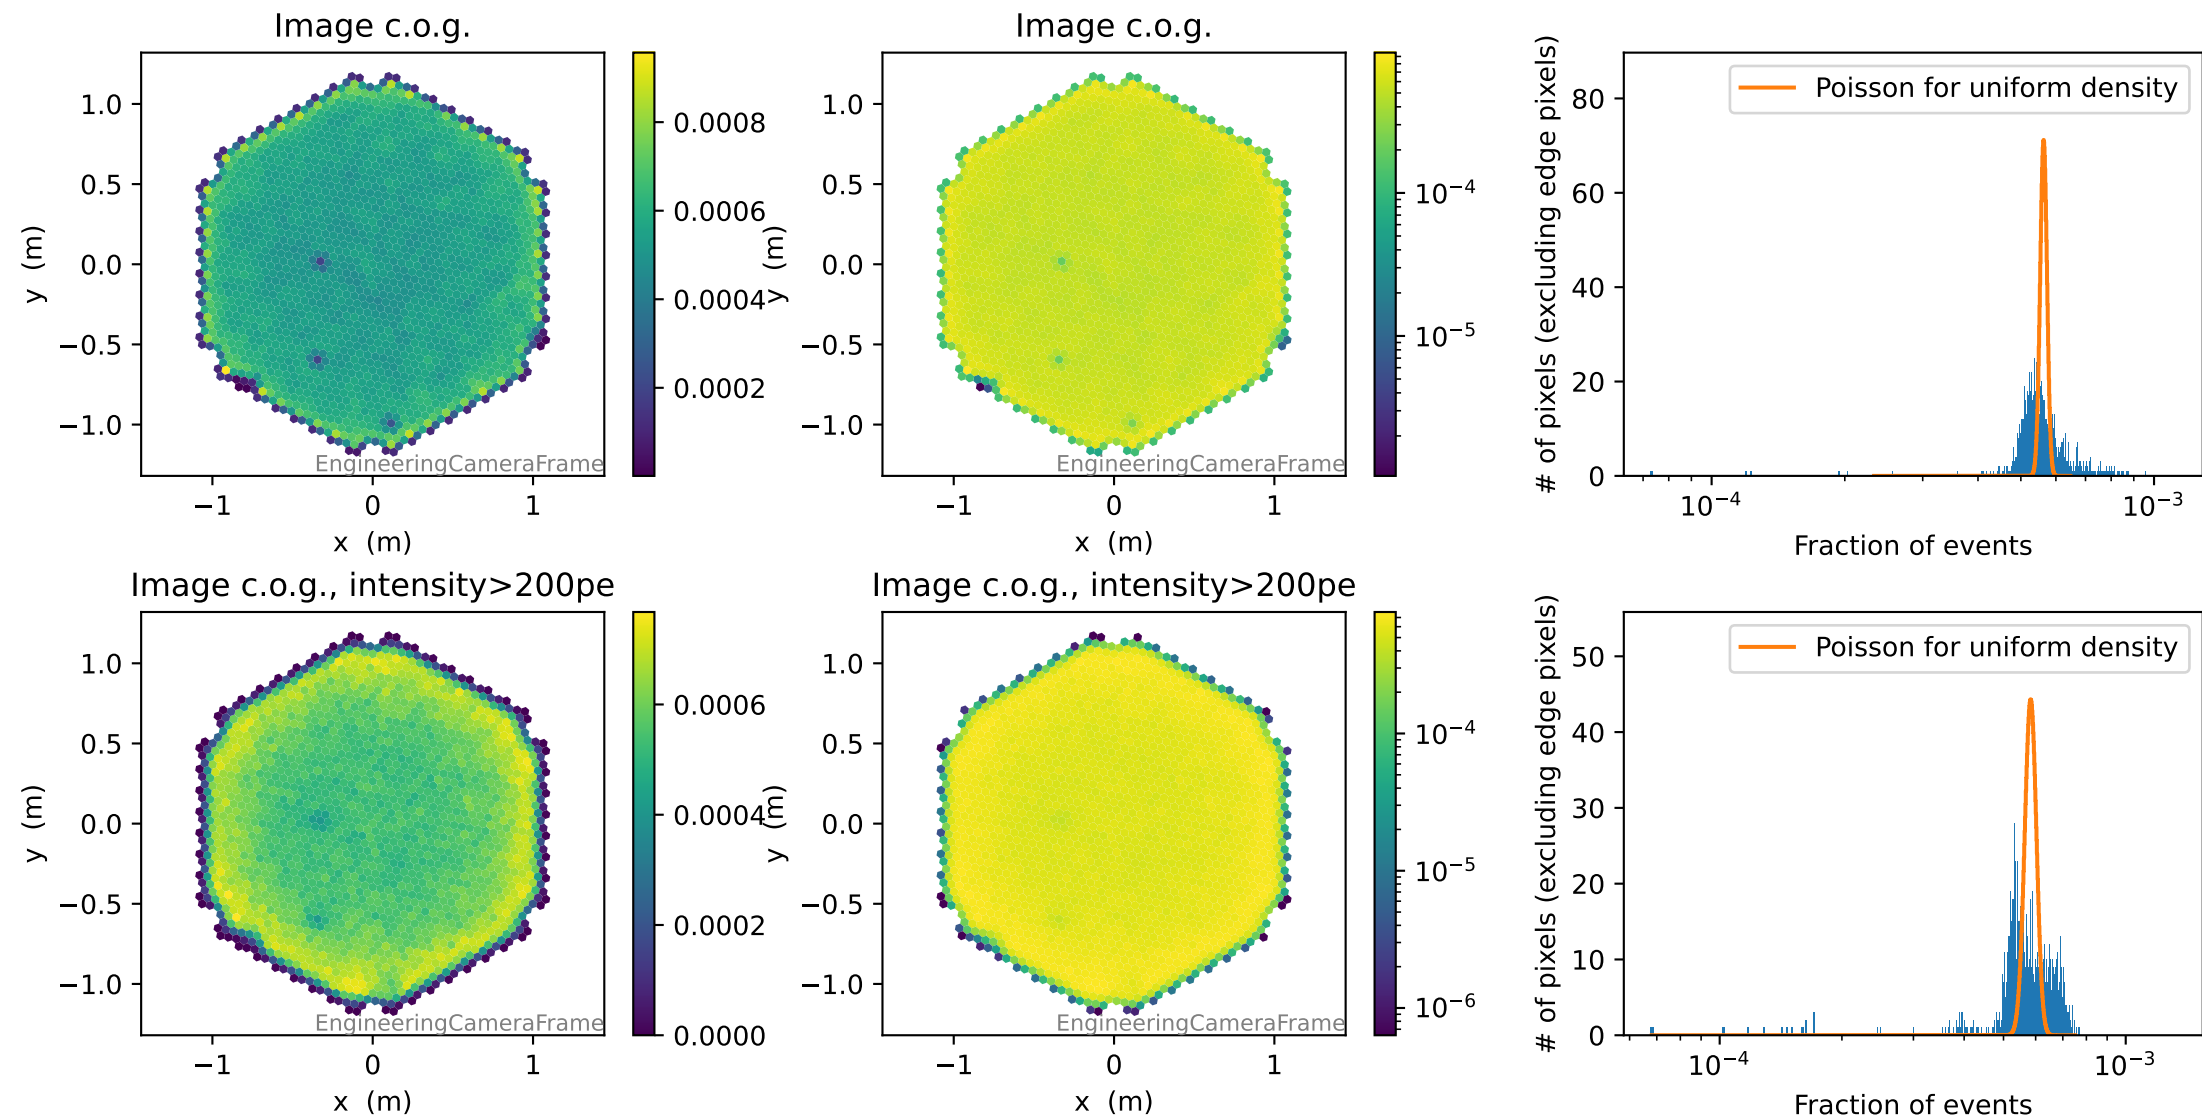 Image c.o.g.
1.0
0.5
0.0
−0.5
−1.0
y (m)
−1
0
1
x (m)
EngineeringCameraFrame
0.0008
0.0006
0.0004
0.0002
Image c.o.g.
1.0
0.5
0.0
−0.5
−1.0
y (m)
−1
0
1
x (m)
EngineeringCameraFrame
10⁻⁴
10⁻⁵
Poisson for uniform density
80
60
40
20
0
# of pixels (excluding edge pixels)
10⁻⁴
10⁻³
Fraction of events
Image c.o.g., intensity>200pe
1.0
0.5
0.0
−0.5
−1.0
y (m)
−1
0
1
x (m)
EngineeringCameraFrame
0.0006
0.0004
0.0002
0.0000
Image c.o.g., intensity>200pe
1.0
0.5
0.0
−0.5
−1.0
y (m)
−1
0
1
x (m)
EngineeringCameraFrame
10⁻⁴
10⁻⁵
10⁻⁶
Poisson for uniform density
50
40
30
20
10
0
# of pixels (excluding edge pixels)
10⁻⁴
10⁻³
Fraction of events